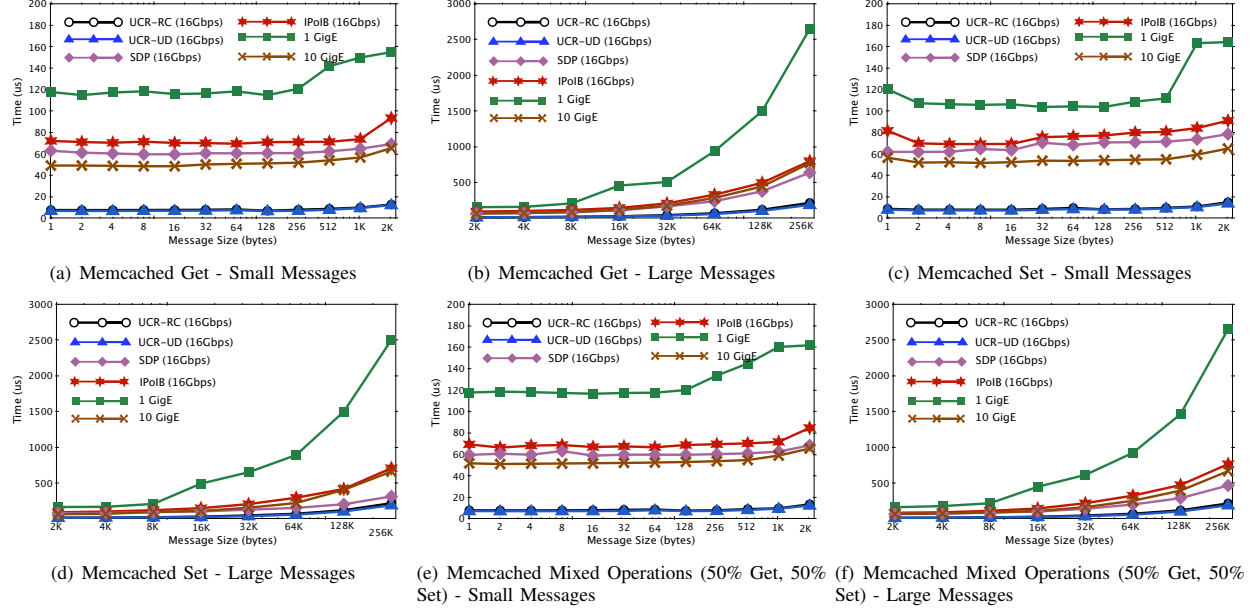 200
180
160
140
120
100
80
60
40
20
0
Time (us)
UCR-RC (16Gbps)
UCR-UD (16Gbps)
SDP (16Gbps)
IPoIB (16Gbps)
1 GigE
10 GigE
1 2 4 8 16 32 64 128 256 512 1K 2K
Message Size (bytes)
(a) Memcached Get - Small Messages
3000
2500
2000
1500
1000
500
Time (us)
UCR-RC (16Gbps)
UCR-UD (16Gbps)
SDP (16Gbps)
IPoIB (16Gbps)
1 GigE
10 GigE
2K 4K 8K 16K 32K 64K 128K 256K
Message Size (bytes)
(b) Memcached Get - Large Messages
200
180
160
140
120
100
80
60
40
20
0
Time (us)
UCR-RC (16Gbps)
UCR-UD (16Gbps)
SDP (16Gbps)
IPoIB (16Gbps)
1 GigE
10 GigE
1 2 4 8 16 32 64 128 256 512 1K 2K
Message Size (bytes)
(c) Memcached Set - Small Messages
3000
2500
2000
1500
1000
500
Time (us)
UCR-RC (16Gbps)
UCR-UD (16Gbps)
SDP (16Gbps)
IPoIB (16Gbps)
1 GigE
10 GigE
2K 4K 8K 16K 32K 64K 128K 256K
Message Size (bytes)
(d) Memcached Set - Large Messages
200
180
160
140
120
100
80
60
40
20
0
Time (us)
UCR-RC (16Gbps)
UCR-UD (16Gbps)
SDP (16Gbps)
IPoIB (16Gbps)
1 GigE
10 GigE
1 2 4 8 16 32 64 128 256 512 1K 2K
Message Size (bytes)
(e) Memcached Mixed Operations (50% Get, 50%
Set) - Small Messages
3000
2500
2000
1500
1000
500
Time (us)
UCR-RC (16Gbps)
UCR-UD (16Gbps)
SDP (16Gbps)
IPoIB (16Gbps)
1 GigE
10 GigE
2K 4K 8K 16K 32K 64K 128K 256K
Message Size (bytes)
(f) Memcached Mixed Operations (50% Get, 50%
Set) - Large Messages